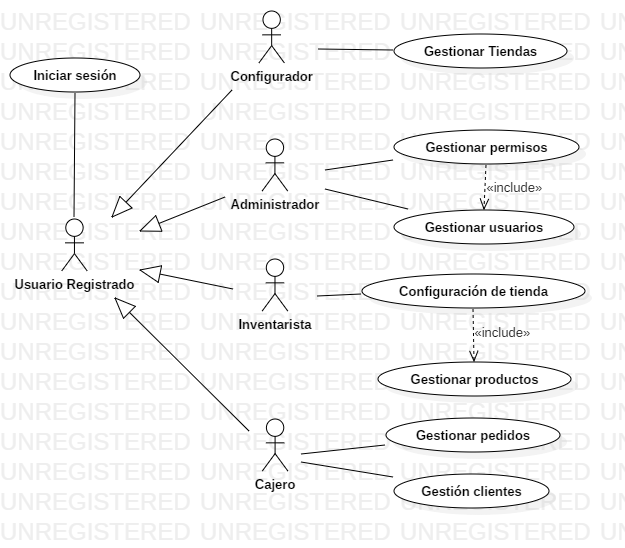 Configurador
Gestionar Tiendas
Iniciar sesión
Administrador
Gestionar permisos
«include»
Gestionar usuarios
Usuario Registrado
Inventarista
Configuración de tienda
«include»
Gestionar productos
Cajero
Gestionar pedidos
Gestión clientes
UNREGISTERED